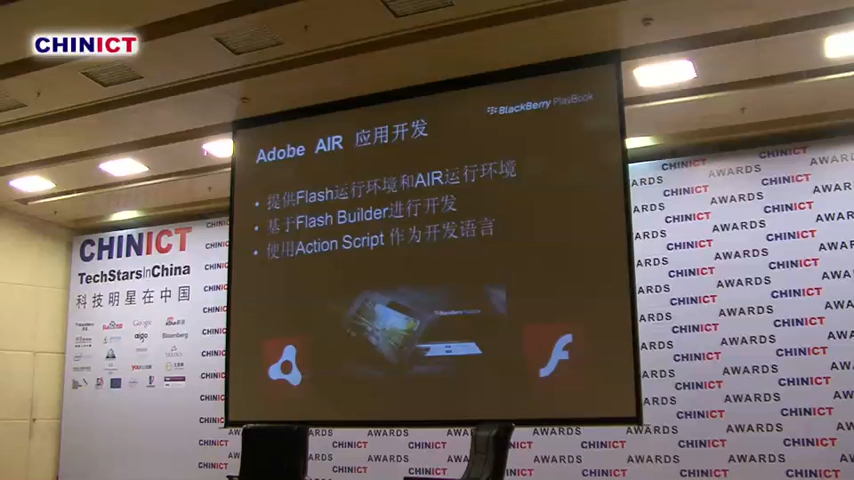 CHINICT
Adobe AIR 应用开发
BlackBerry PlayBook
• 提供Flash运行环境和AIR运行环境
• 基于Flash Builder进行开发
• 使用Action Script 作为开发语言
CHINICT
TechStarsInChina
科技明星在中国
Google
Bloomberg
AWARDS
CHINICT